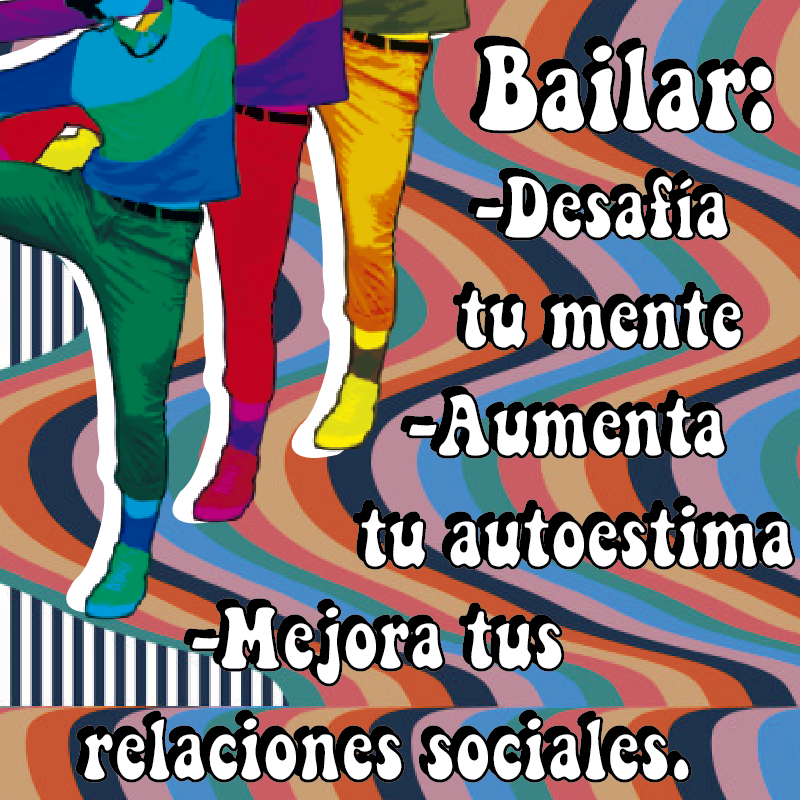 Bailar:
-Desafía
tu mente
-Aumenta
tu autoestima
-Mejora tus
relaciones sociales.